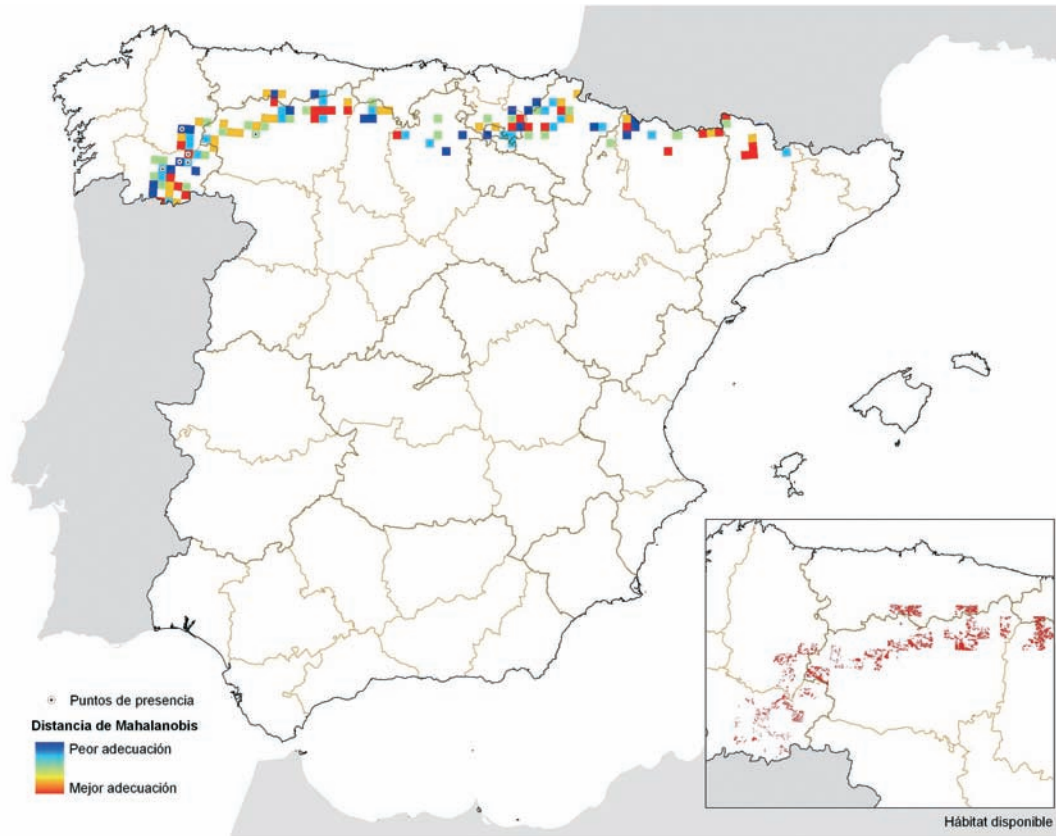 Puntos de presencia
Distancia de Mahalanobis
Peor adecuación
Mejor adecuación
Hábitat disponible